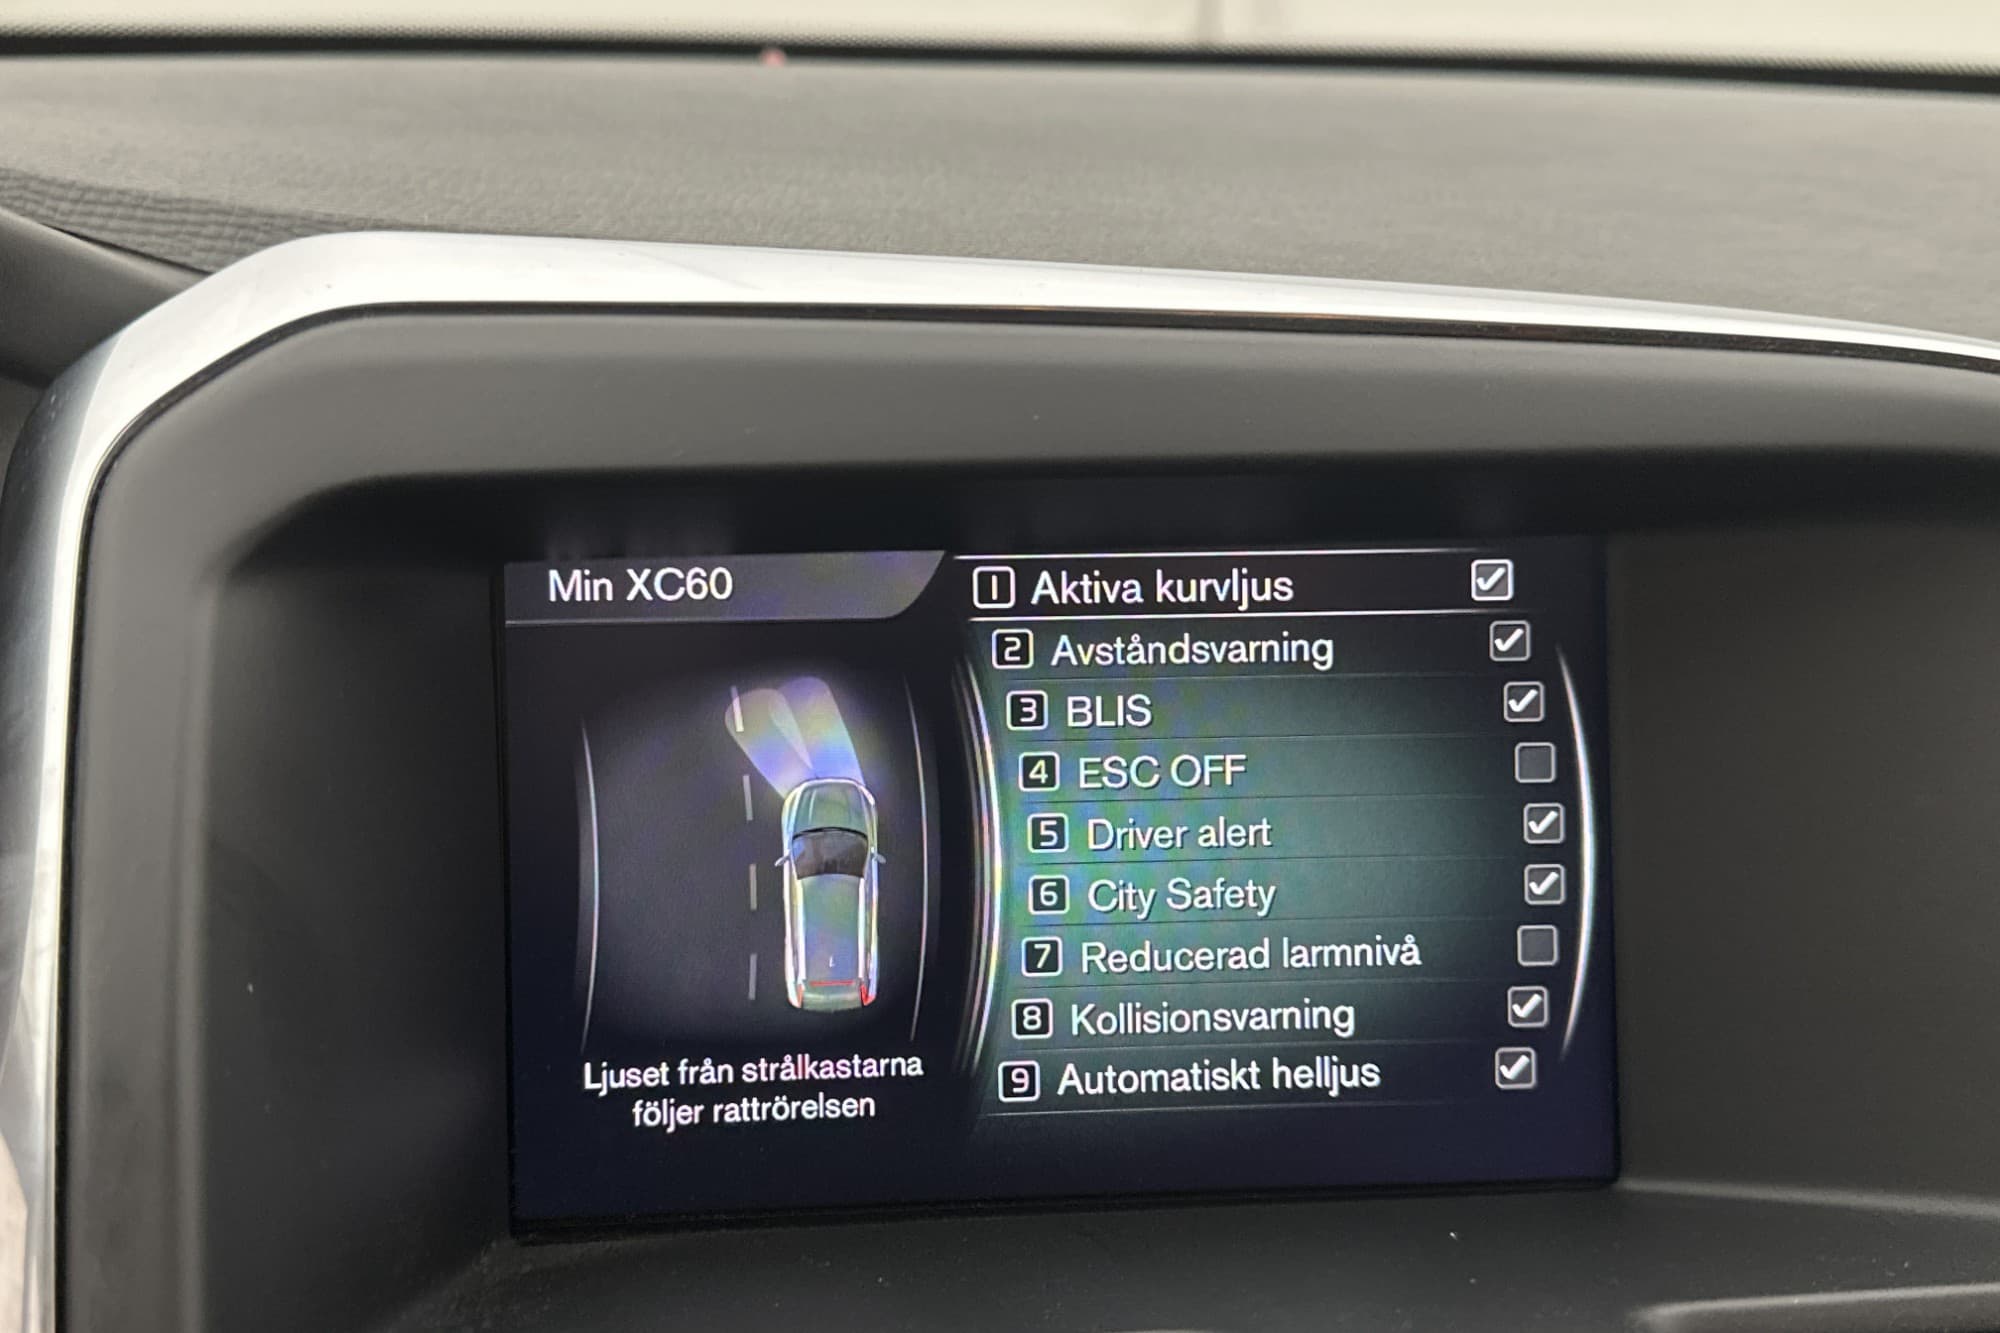 Min XC60
1 Aktiva kurvljus
2 Avståndsvarning
3 BLIS
4 ESC OFF
5 Driver alert
6 City Safety
7 Reducerad larmnivå
8 Kollisionsvarning
9 Automatiskt helljus
Ljuset från strålkastarna
följer rattrörelsen